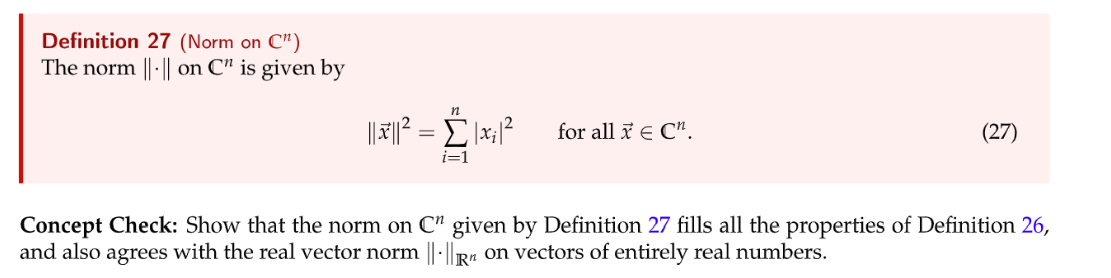 Definition 27 (Norm on ℂⁿ)
The norm ‖·‖ on ℂⁿ is given by
‖x⃗‖² = ∑ᵢ₌₁ⁿ |xᵢ|² for all x⃗ ∈ ℂⁿ. (27)
Concept Check: Show that the norm on ℂⁿ given by Definition 27 fills all the properties of Definition 26,
and also agrees with the real vector norm ‖·‖_ℝⁿ on vectors of entirely real numbers.